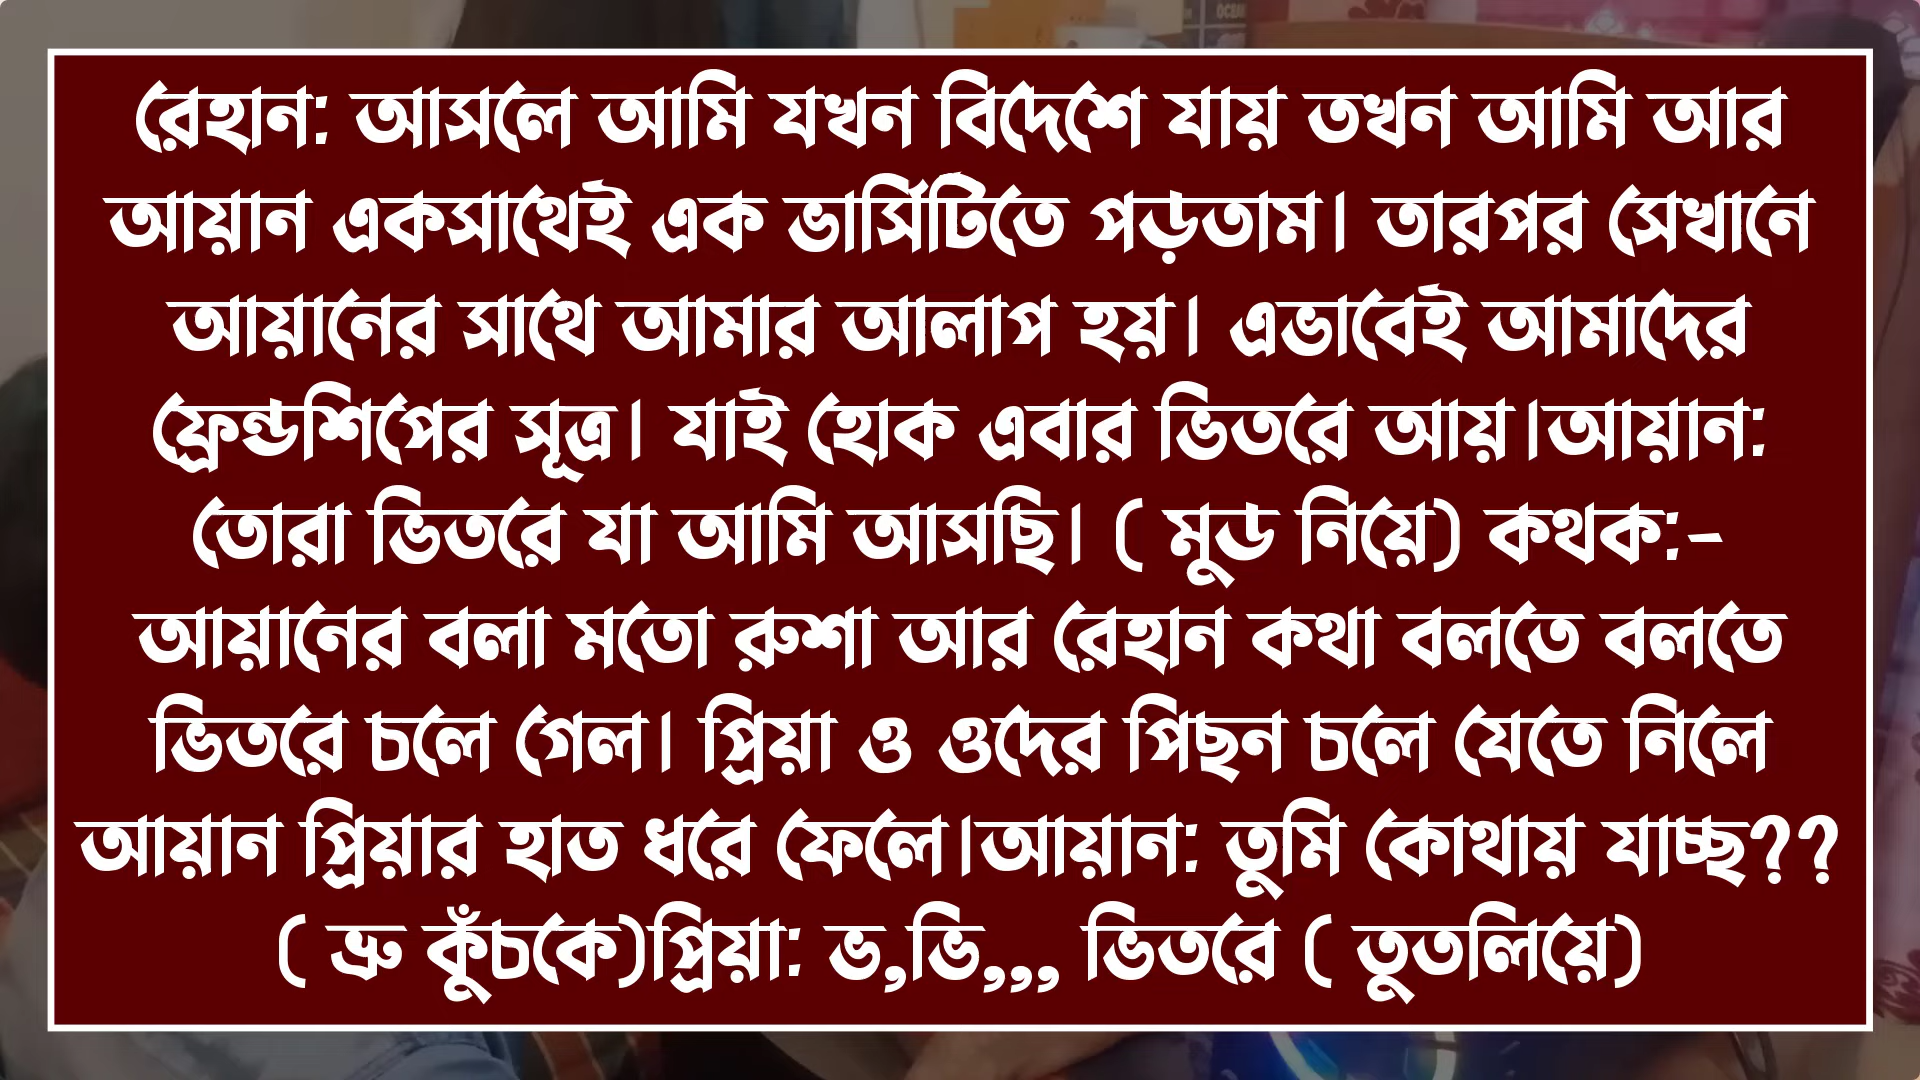 OCEAN
রেহান: আসলে আমি যখন বিদেশে যায় তখন আমি আর
আয়ান একসাথেই এক ভার্সিটিতে পড়তাম। তারপর সেখানে
আয়ানের সাথে আমার আলাপ হয়। এভাবেই আমাদের
ফ্রেন্ডশিপের সূত্র। যাই হোক এবার ভিতরে আয়।আয়ান:
তোরা ভিতরে যা আমি আসছি। ( মুড নিয়ে) কথক:-
আয়ানের বলা মতো রুশা আর রেহান কথা বলতে বলতে
ভিতরে চলে গেল। প্রিয়া ও ওদের পিছন চলে যেতে নিলে
আয়ান প্রিয়ার হাত ধরে ফেলে।আয়ান: তুমি কোথায় যাচ্ছ??
( ভ্রু কুঁচকে)প্রিয়া: ভ,ভি,,, ভিতরে ( তুতলিয়ে)